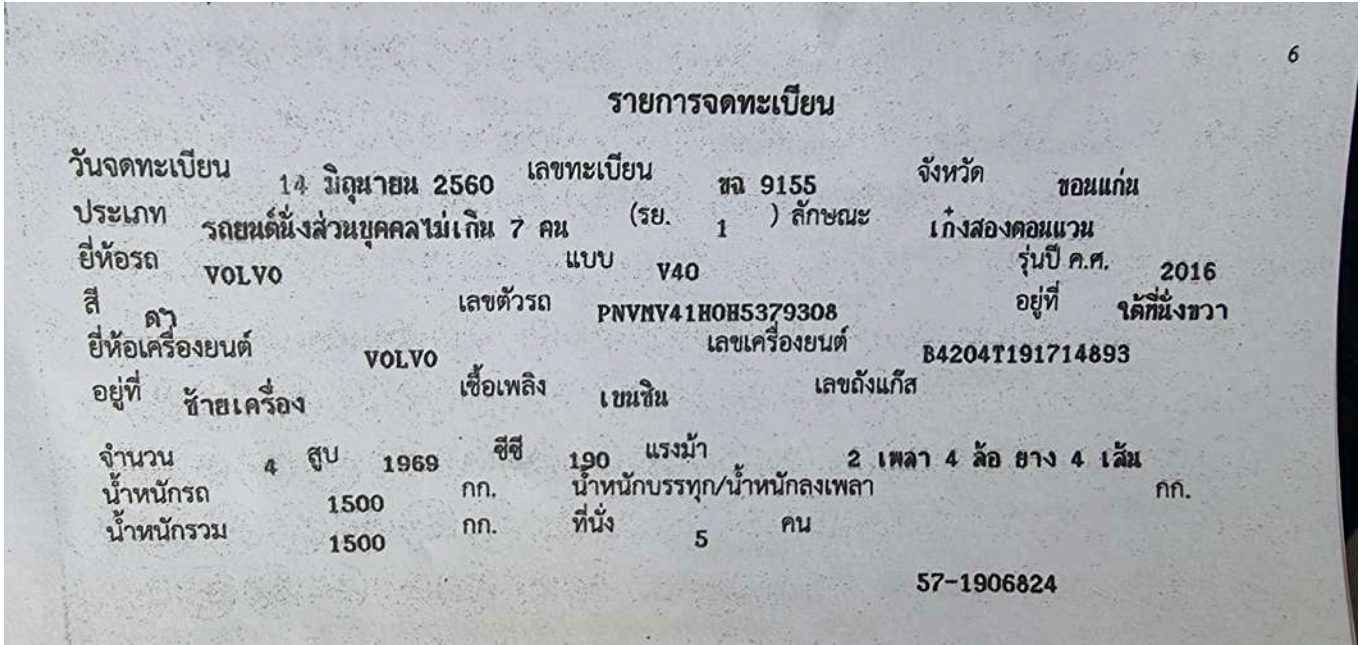 6
รายการจดทะเบียน
วันจดทะเบียน 14 มิถุนายน 2560 เลขทะเบียน ขฉ 9155 จังหวัด ขอนแก่น
ประเภท รถยนต์นั่งส่วนบุคคลไม่เกิน 7 คน (รย. 1 ) ลักษณะ เก๋งสองตอนแวน
ยี่ห้อรถ VOLVO แบบ V40 รุ่นปี ค.ศ. 2016
สี ดำ เลขตัวรถ PNVMV41H0H5379308 อยู่ที่ ใต้ที่นั่งขวา
ยี่ห้อเครื่องยนต์ VOLVO เลขเครื่องยนต์ B4204T191714893
อยู่ที่ ซ้ายเครื่อง เชื้อเพลิง เบนซิน เลขถังแก๊ส
จำนวน 4 สูบ 1969 ซีซี 190 แรงม้า 2 เพลา 4 ล้อ ยาง 4 เส้น
น้ำหนักรถ 1500 กก. น้ำหนักบรรทุก/น้ำหนักลงเพลา กก.
น้ำหนักรวม 1500 กก. ที่นั่ง 5 คน
57-1906824